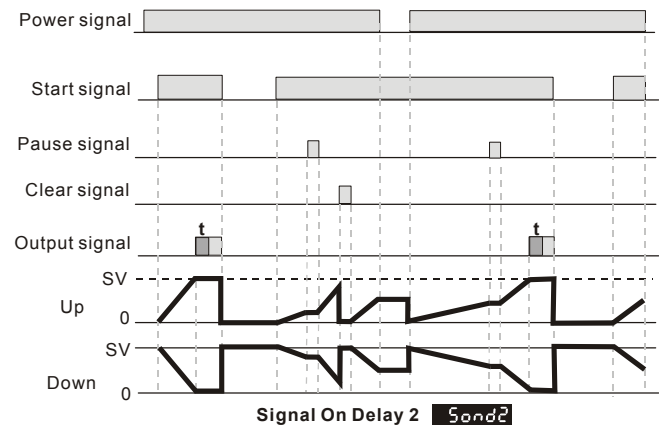 Power signal
Start signal
Pause signal
Clear signal
t t
Output signal
SV
Up
0
SV
Down
0
Signal On Delay 2 Sond2